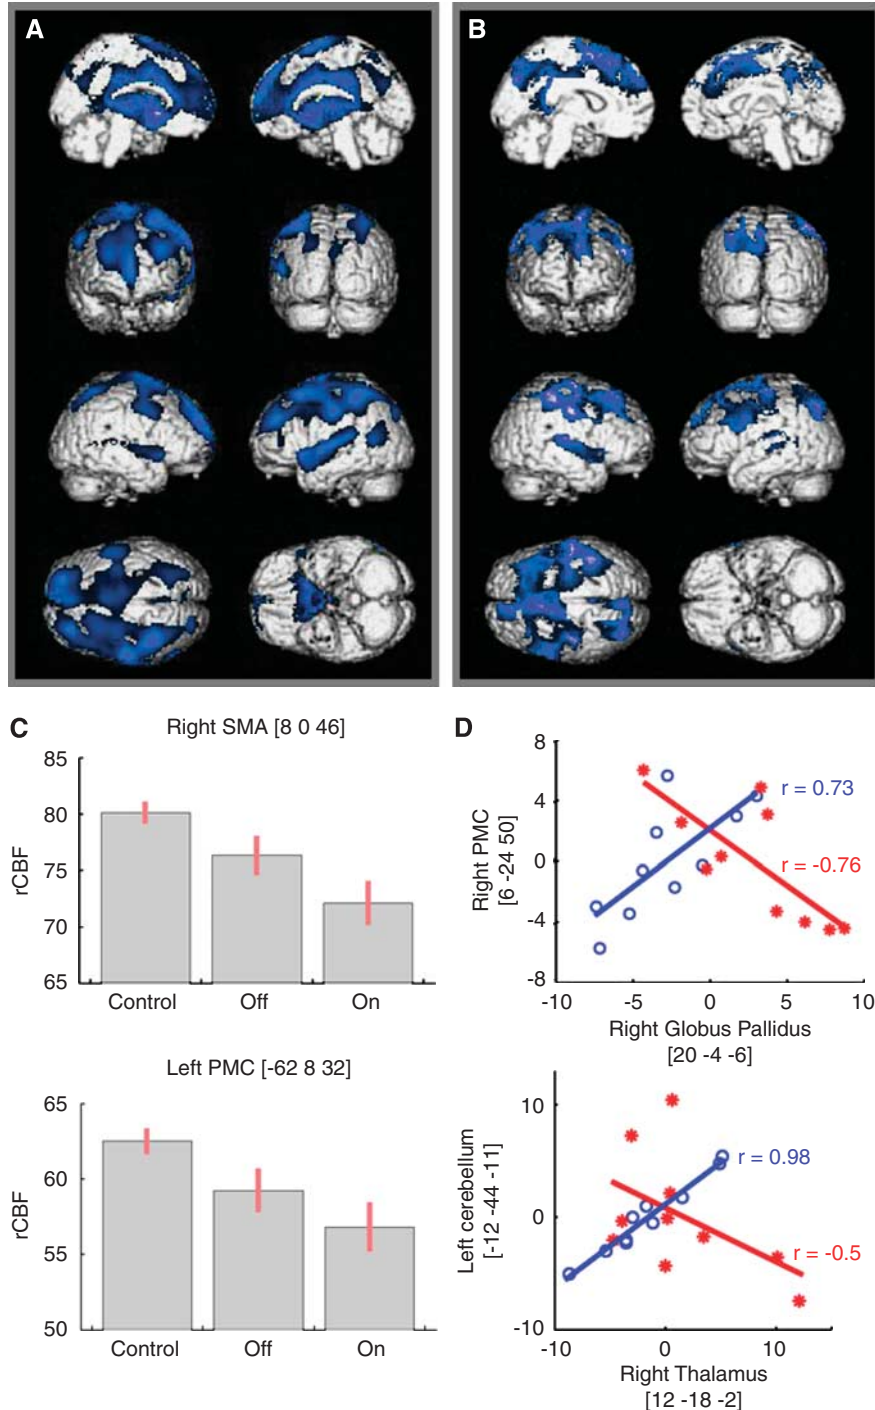 A
B
C
Right SMA [8 0 46]
85
80
75
70
65
rCBF
Control
Off
On
Left PMC [-62 8 32]
65
60
55
50
rCBF
Control
Off
On
D
8
4
0
-4
-8
Right PMC
[6 -24 50]
r = 0.73
r = -0.76
-10
-5
0
5
10
Right Globus Pallidus
[20 -4 -6]
10
0
-10
Left cerebellum
[-12 -44 -11]
r = 0.98
r = -0.5
-10
0
10
Right Thalamus
[12 -18 -2]